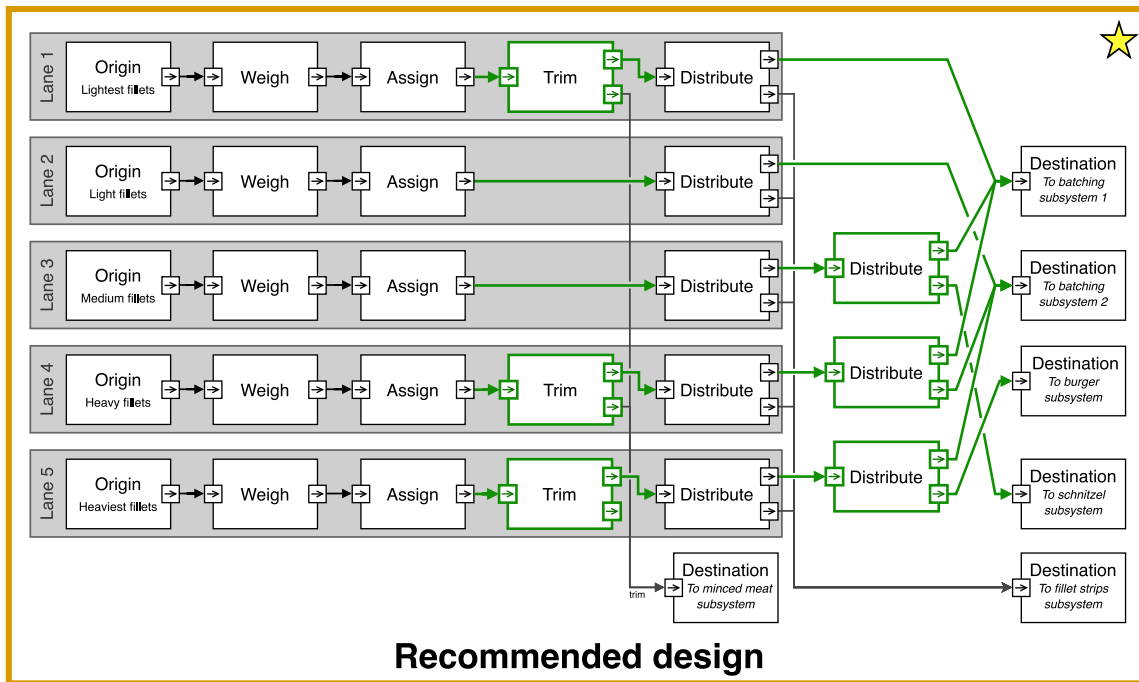 Lane 1
Origin
Lightest fillets
Weigh
Assign
Trim
Distribute
Lane 2
Origin
Light fillets
Weigh
Assign
Distribute
Destination
To batching
subsystem 1
Lane 3
Origin
Medium fillets
Weigh
Assign
Distribute
Distribute
Destination
To batching
subsystem 2
Lane 4
Origin
Heavy fillets
Weigh
Assign
Trim
Distribute
Distribute
Destination
To burger
subsystem
Lane 5
Origin
Heaviest fillets
Weigh
Assign
Trim
Distribute
Distribute
Destination
To schnitzel
subsystem
trim
Destination
To minced meat
subsystem
Destination
To fillet strips
subsystem
Recommended design